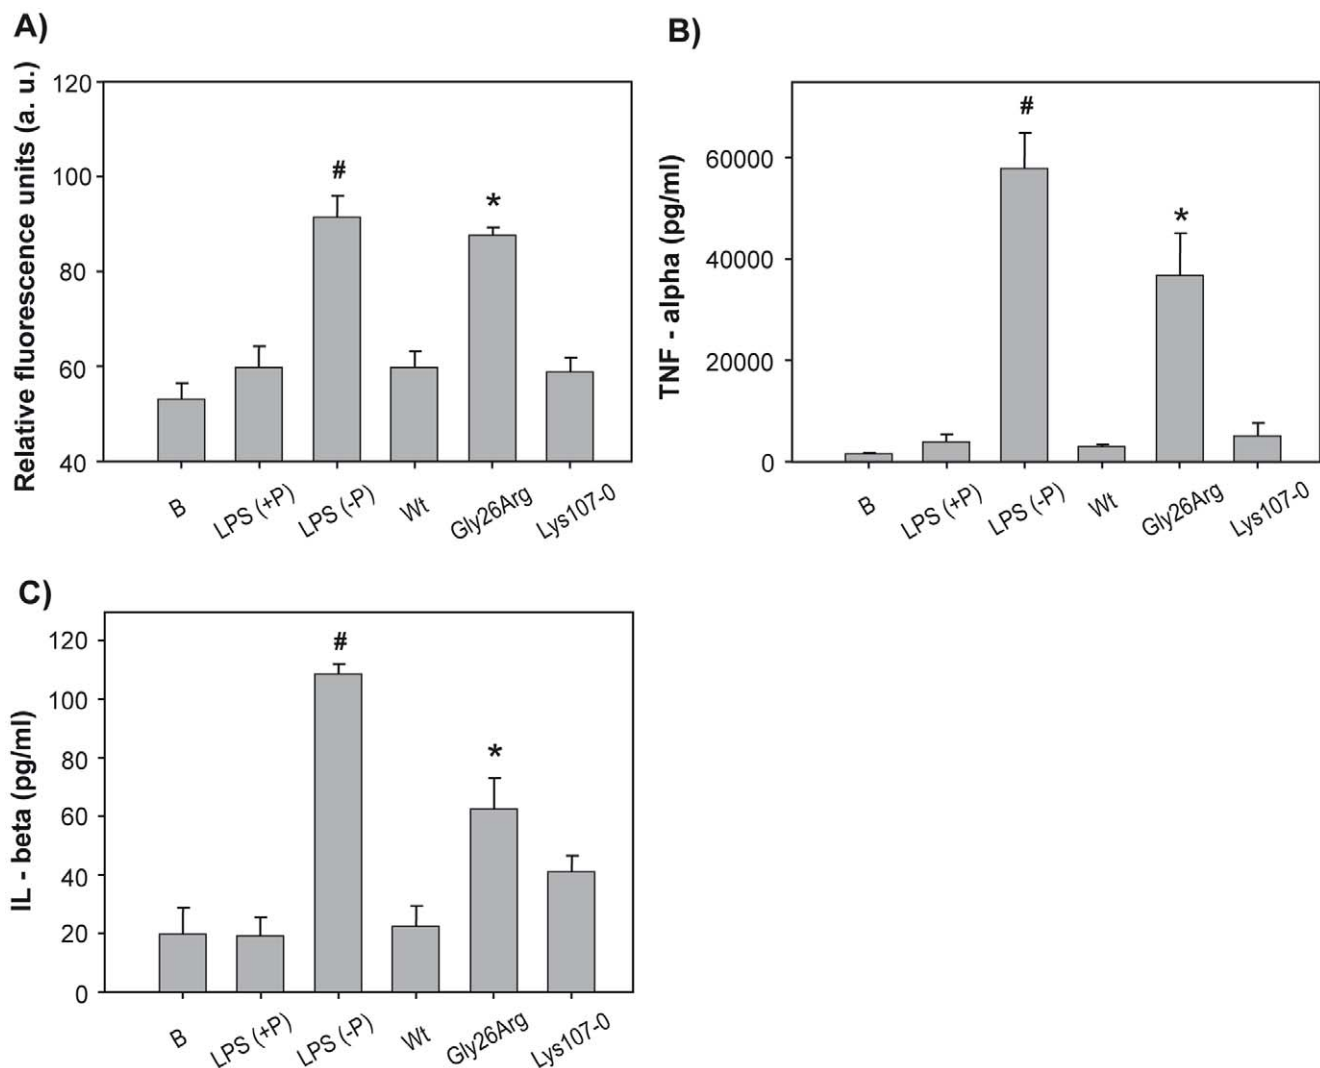 A)
Relative fluorescence units (a. u.)
120
100
80
60
40
#
*
B
LPS (+P)
LPS (-P)
Wt
Gly26Arg
Lys107-0
B)
TNF - alpha (pg/ml)
60000
40000
20000
0
#
*
B
LPS (+P)
LPS (-P)
Wt
Gly26Arg
Lys107-0
C)
IL - beta (pg/ml)
120
100
80
60
40
20
0
#
*
B
LPS (+P)
LPS (-P)
Wt
Gly26Arg
Lys107-0